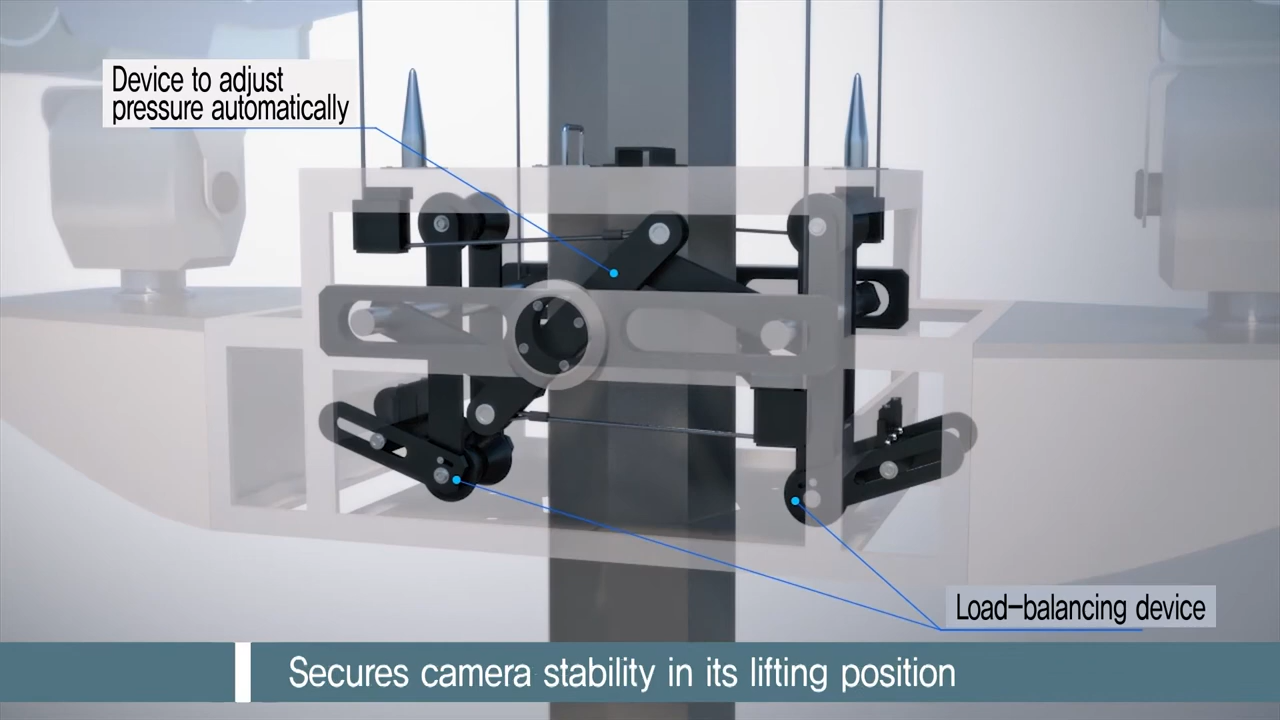 Device to adjust
pressure automatically
Load-balancing device
Secures camera stability in its lifting position